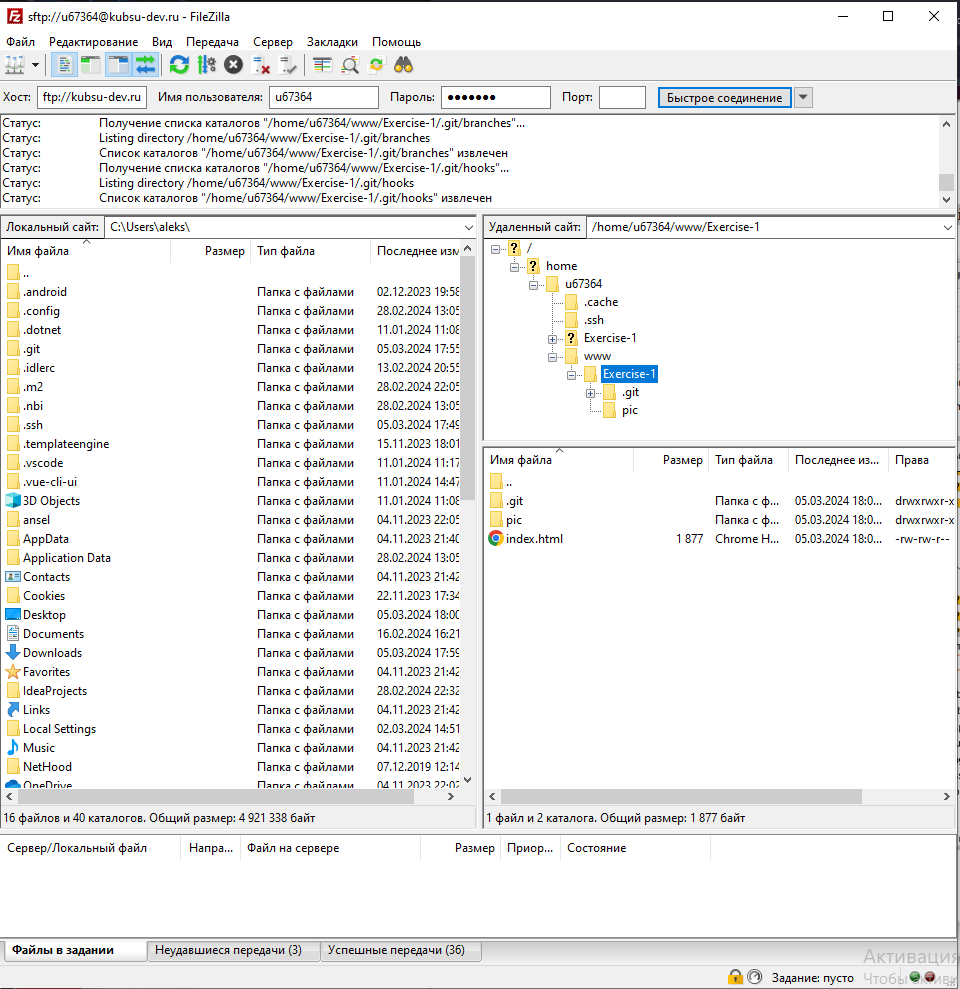 sftp://u67364@kubsu-dev.ru - FileZilla
Файл Редактирование Вид Передача Сервер Закладки Помощь
Хост: ftp://kubsu-dev.ru Имя пользователя: u67364 Пароль: ●●●●●●● Порт: Быстрое соединение
Статус: Получение списка каталогов "/home/u67364/www/Exercise-1/.git/branches"...
Статус: Listing directory /home/u67364/www/Exercise-1/.git/branches
Статус: Список каталогов "/home/u67364/www/Exercise-1/.git/branches" извлечен
Статус: Получение списка каталогов "/home/u67364/www/Exercise-1/.git/hooks"...
Статус: Listing directory /home/u67364/www/Exercise-1/.git/hooks
Статус: Список каталогов "/home/u67364/www/Exercise-1/.git/hooks" извлечен
Локальный сайт: C:\Users\aleks\
Имя файла Размер Тип файла Последнее изм
..
.android Папка с файлами 02.12.2023 19:58
.config Папка с файлами 28.02.2024 13:05
.dotnet Папка с файлами 11.01.2024 11:08
.git Папка с файлами 05.03.2024 17:55
.idlerc Папка с файлами 13.02.2024 20:55
.m2 Папка с файлами 28.02.2024 22:05
.nbi Папка с файлами 28.02.2024 13:05
.ssh Папка с файлами 05.03.2024 17:49
.templateengine Папка с файлами 15.11.2023 18:01
.vscode Папка с файлами 11.01.2024 11:17
.vue-cli-ui Папка с файлами 11.01.2024 14:47
3D Objects Папка с файлами 11.01.2024 11:08
ansel Папка с файлами 04.11.2023 22:05
AppData Папка с файлами 04.11.2023 21:40
Application Data Папка с файлами 28.02.2024 13:05
Contacts Папка с файлами 04.11.2023 21:42
Cookies Папка с файлами 22.11.2023 17:34
Desktop Папка с файлами 05.03.2024 18:00
Documents Папка с файлами 16.02.2024 16:21
Downloads Папка с файлами 05.03.2024 17:59
Favorites Папка с файлами 04.11.2023 21:42
IdeaProjects Папка с файлами 28.02.2024 22:32
Links Папка с файлами 04.11.2023 21:42
Local Settings Папка с файлами 02.03.2024 14:51
Music Папка с файлами 04.11.2023 21:42
NetHood Папка с файлами 07.12.2019 12:14
OneDrive Папка с файлами 04.11.2023 22:02
16 файлов и 40 каталогов. Общий размер: 4 921 338 байт
Удаленный сайт: /home/u67364/www/Exercise-1
/
home
u67364
.cache
.ssh
Exercise-1
www
Exercise-1
.git
pic
Имя файла Размер Тип файла Последнее из... Права
..
.git Папка с ф... 05.03.2024 18:0... drwxrwxr-x
pic Папка с ф... 05.03.2024 18:0... drwxrwxr-x
index.html 1 877 Chrome H... 05.03.2024 18:0... -rw-rw-r--
1 файл и 2 каталога. Общий размер: 1 877 байт
Сервер/Локальный файл Напра... Файл на сервере Размер Приор... Состояние
Файлы в задании Неудавшиеся передачи (3) Успешные передачи (36)
Активация
Задание: пусто